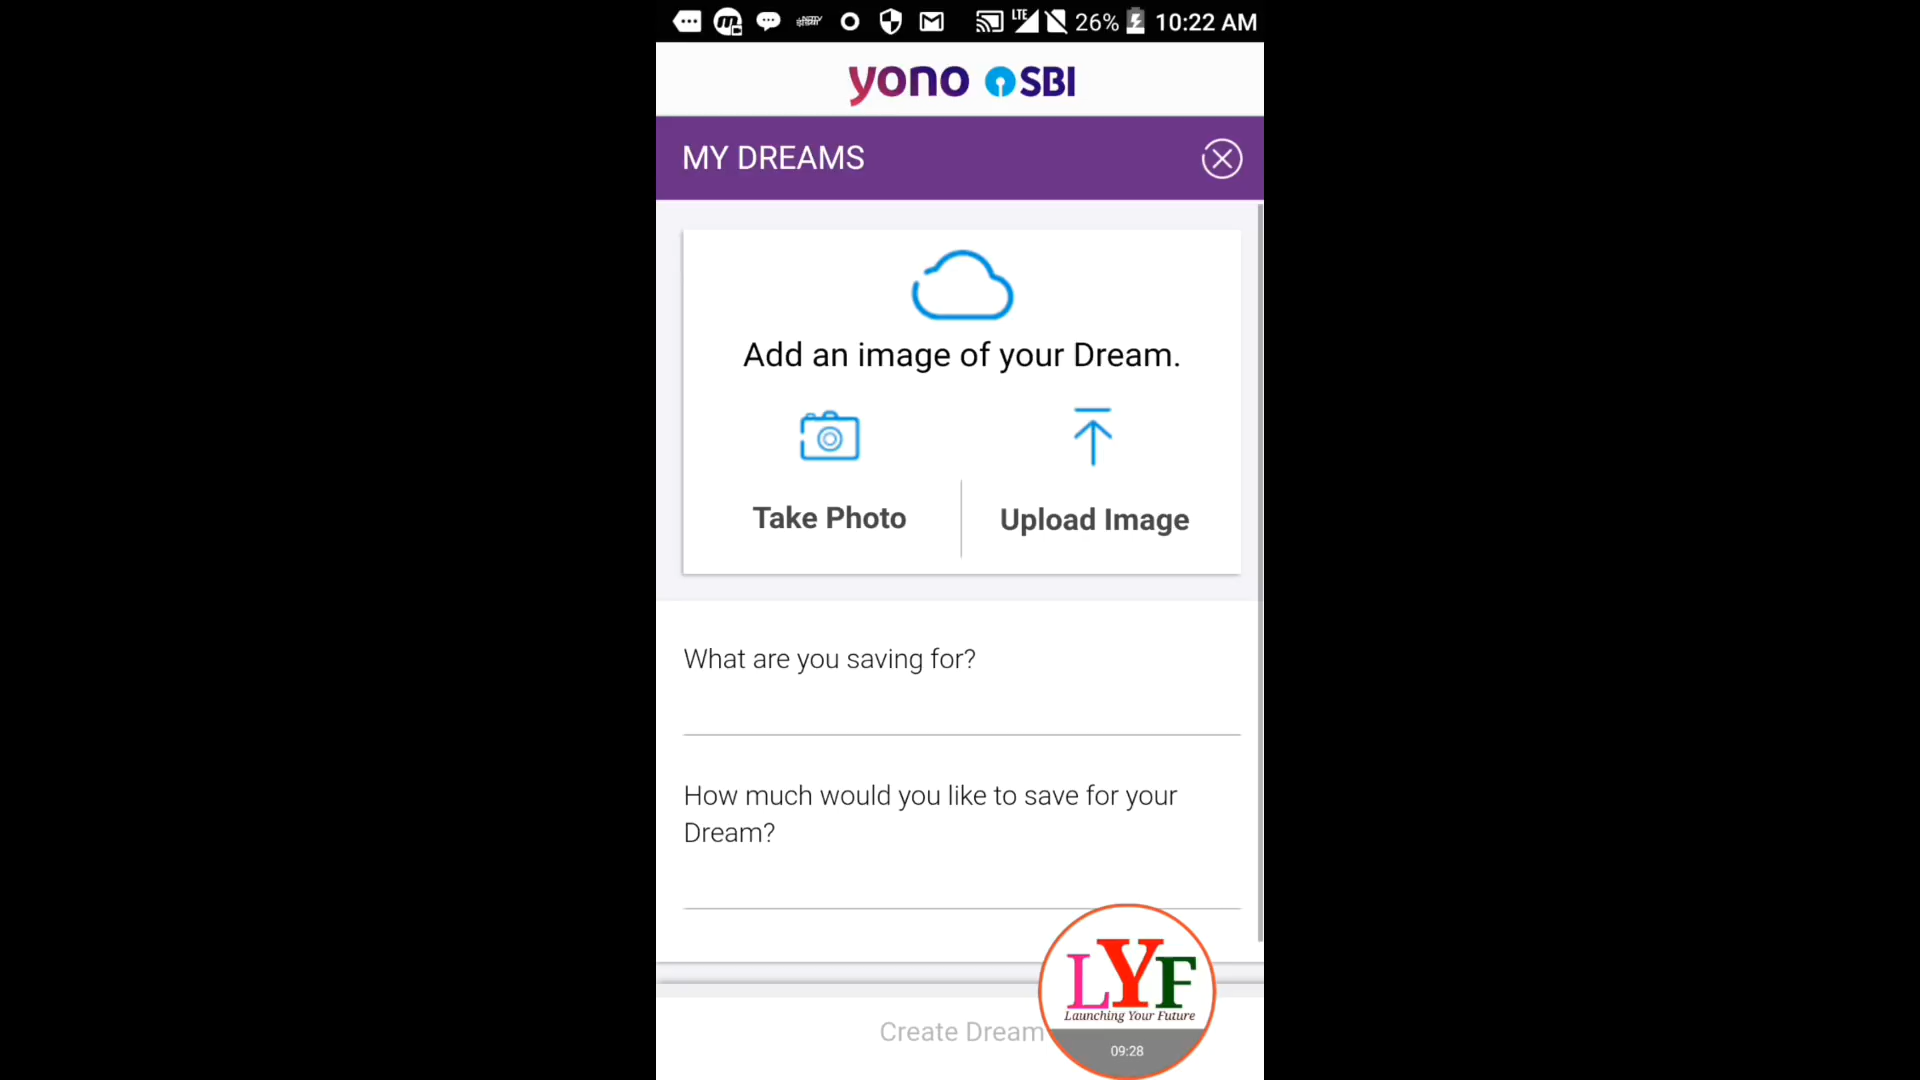 LTE 26% 10:22 AM
yono SBI
MY DREAMS
Add an image of your Dream.
Take Photo
Upload Image
What are you saving for?
How much would you like to save for your
Dream?
Create Dream
LYF
Launching Your Future
09:28